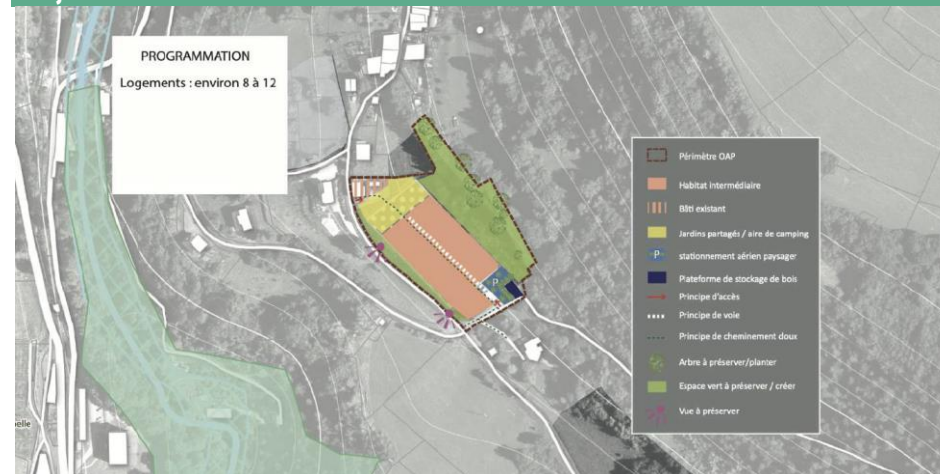 PROGRAMMATION
Logements : environ 8 à 12
Périmètre OAP
Habitat intermédiaire
Bâti existant
Jardins partagés / aire de camping
P stationnement aérien paysager
Plateforme de stockage de bois
Principe d'accès
Principe de voie
Principe de cheminement doux
Arbre à préserver/planter
Espace vert à préserver / créer
Vue à préserver
P
elle